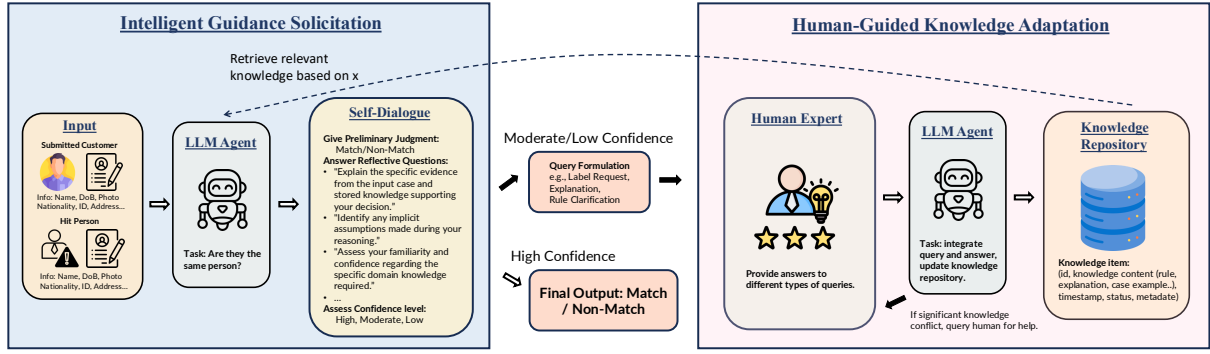 Intelligent Guidance Solicitation
Retrieve relevant
knowledge based on x
Input
Submitted Customer
Info: Name, DoB, Photo
Nationality, ID, Address...
Hit Person
Info: Name, DoB, Photo
Nationality, ID, Address...
LLM Agent
Task: Are they the
same person?
Self-Dialogue
Give Preliminary Judgment:
Match/Non-Match
Answer Reflective Questions:
• "Explain the specific evidence
from the input case and
stored knowledge supporting
your decision."
• "Identify any implicit
assumptions made during your
reasoning."
• "Assess your familiarity and
confidence regarding the
specific domain knowledge
required."
• ...
Assess Confidence level:
High, Moderate, Low
Moderate/Low Confidence
Query Formulation
e.g., Label Request,
Explanation,
Rule Clarification
High Confidence
Final Output: Match
/ Non-Match
Human-Guided Knowledge Adaptation
Human Expert
Provide answers to
different types of queries.
LLM Agent
Task: integrate
query and answer,
update knowledge
repository.
If significant knowledge
conflict, query human for help.
Knowledge
Repository
Knowledge item:
(id, knowledge content (rule,
explanation, case example..),
timestamp, status, metadate)